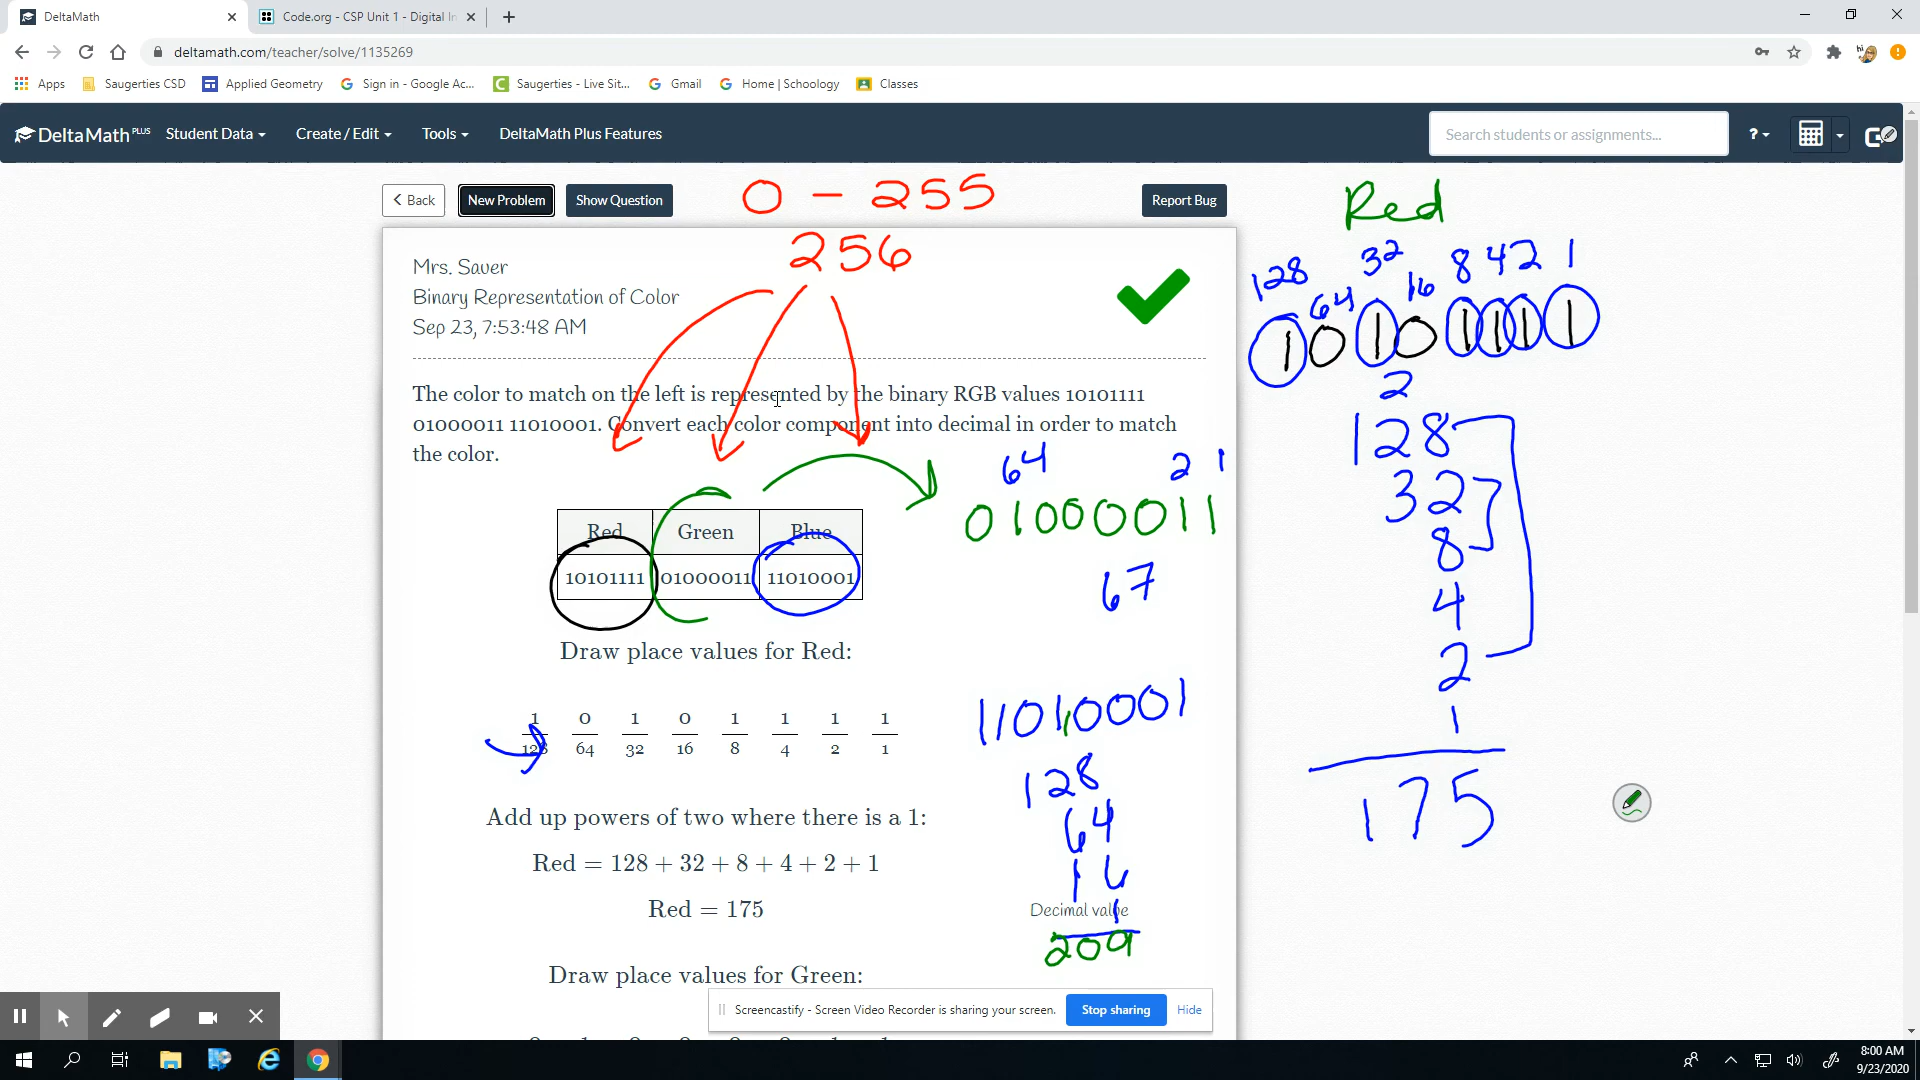 DeltaMath
Code.org - CSP Unit 1 - Digital In
deltamath.com/teacher/solve/1135269
Apps
Saugerties CSD
Applied Geometry
Sign in - Google Ac...
Saugerties - Live Sit...
Gmail
Home | Schoology
Classes
DeltaMath PLUS
Student Data
Create / Edit
Tools
DeltaMath Plus Features
Search students or assignments...
?
Back
New Problem
Show Question
Report Bug
0 - 255
256
Mrs. Sauer
Binary Representation of Color
Sep 23, 7:53:48 AM
The color to match on the left is represented by the binary RGB values 10101111
01000011 11010001. Convert each color component into decimal in order to match
the color.
Red Green Blue
10101111 01000011 11010001
Draw place values for Red:
1 0 1 0 1 1 1 1
128 64 32 16 8 4 2 1
Add up powers of two where there is a 1:
Red = 128 + 32 + 8 + 4 + 2 + 1
Red = 175
Draw place values for Green:
64 2 1
01000011
67
11010001
128
64
16
1
Decimal value
209
Red
128 64 32 16 8 4 2 1
1 0 1 0 1 1 1 1
2
128
32
8
4
2
1
175
Screencastify - Screen Video Recorder is sharing your screen.
Stop sharing
Hide
8:00 AM
9/23/2020